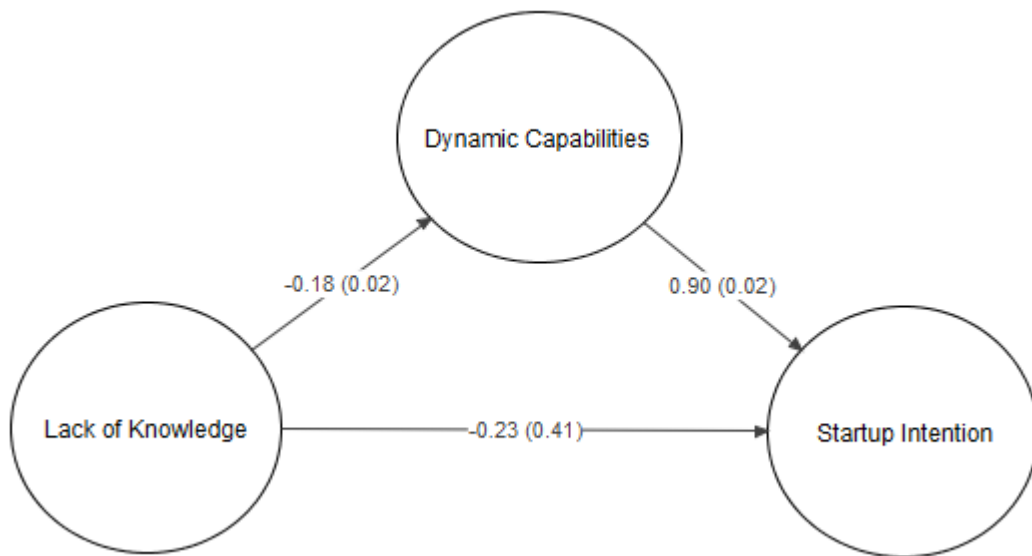 Dynamic Capabilities
-0.18 (0.02)
0.90 (0.02)
Lack of Knowledge
-0.23 (0.41)
Startup Intention